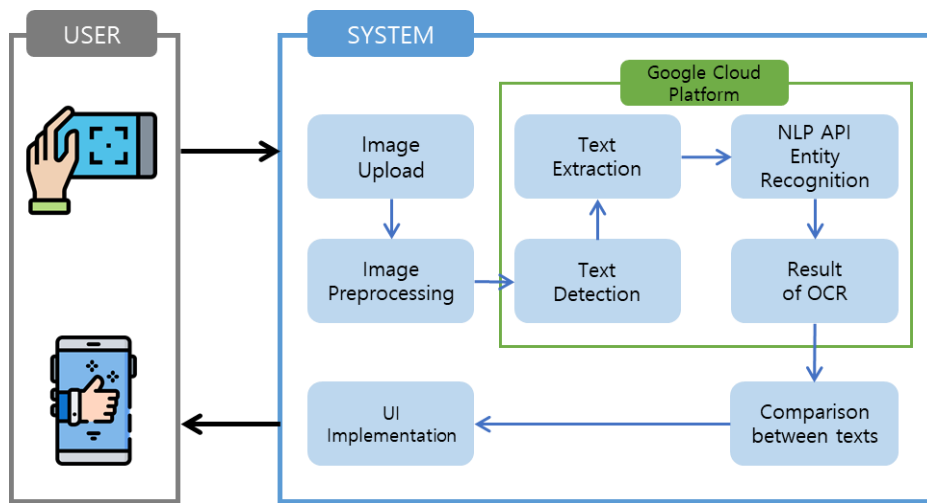 USER
SYSTEM
Google Cloud
Platform
Image
Upload
Text
Extraction
NLP API
Entity
Recognition
Image
Preprocessing
Text
Detection
Result
of OCR
UI
Implementation
Comparison
between texts